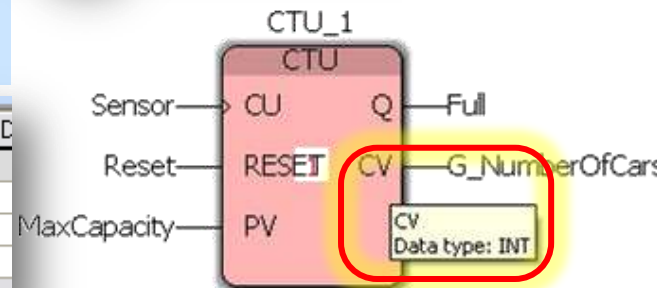 CTU_1
CTU
Sensor CU Q Full
Reset RESET CV G_NumberOfCars
MaxCapacity PV
CV
Data type: INT